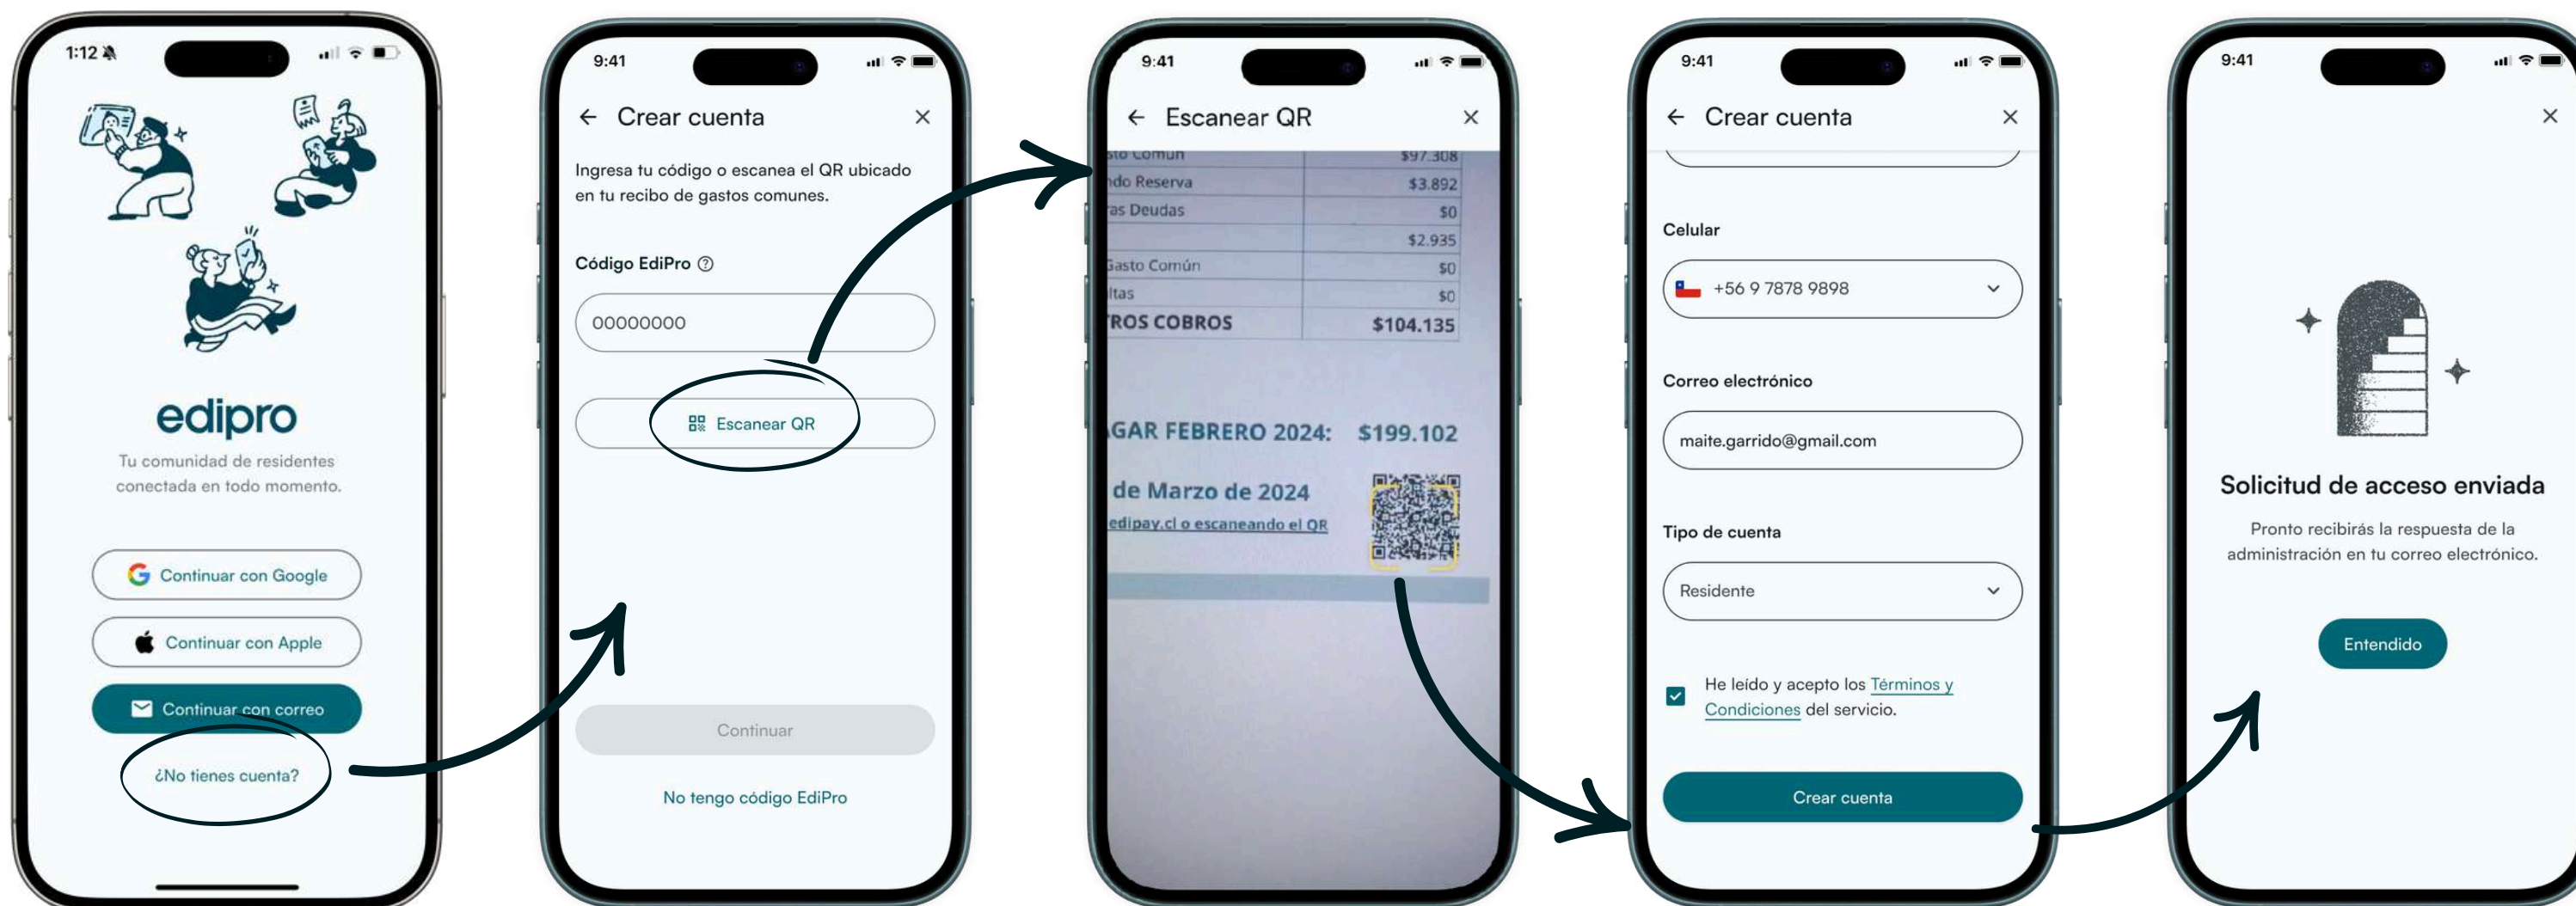 1:12
edipro
Tu comunidad de residentes
conectada en todo momento.
Continuar con Google
Continuar con Apple
Continuar con correo
¿No tienes cuenta?
9:41
Crear cuenta
Ingresa tu código o escanea el QR ubicado
en tu recibo de gastos comunes.
Código EdiPro
00000000
Escanear QR
Continuar
No tengo código EdiPro
9:41
Escanear QR
sto Común $97.308
ndo Reserva $3.892
ras Deudas $0
$2.935
Gasto Común $0
ltas $0
ROS COBROS $104.135
AGAR FEBRERO 2024: $199.102
de Marzo de 2024
edipay.cl o escaneando el QR
9:41
Crear cuenta
Celular
+56 9 7878 9898
Correo electrónico
maite.garrido@gmail.com
Tipo de cuenta
Residente
He leído y acepto los Términos y
Condiciones del servicio.
Crear cuenta
9:41
Solicitud de acceso enviada
Pronto recibirás la respuesta de la
administración en tu correo electrónico.
Entendido